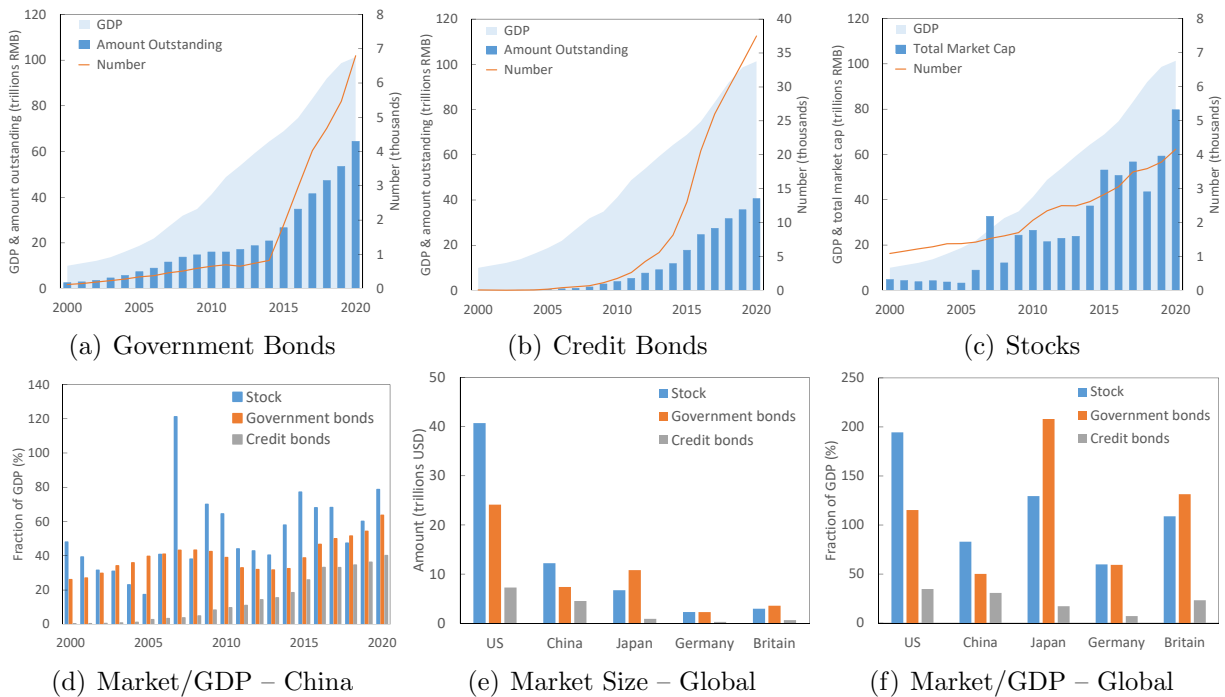 GDP & amount outstanding (trillions RMB)
120
100
80
60
40
20
0
GDP
Amount Outstanding
Number
8
7
6
5
4
3
2
1
0
Number (thousands)
2000 2005 2010 2015 2020
(a) Government Bonds
GDP & amount outstanding (trillions RMB)
120
100
80
60
40
20
0
GDP
Amount Outstanding
Number
40
35
30
25
20
15
10
5
0
Number (thousands)
2000 2005 2010 2015 2020
(b) Credit Bonds
GDP & total market cap (trillions RMB)
120
100
80
60
40
20
0
GDP
Total Market Cap
Number
8
7
6
5
4
3
2
1
0
Number (thousands)
2000 2005 2010 2015 2020
(c) Stocks
Fraction of GDP (%)
140
120
100
80
60
40
20
0
Stock
Government bonds
Credit bonds
2000 2005 2010 2015 2020
(d) Market/GDP – China
Amount (trillions USD)
50
40
30
20
10
0
Stock
Government bonds
Credit bonds
US China Japan Germany Britain
(e) Market Size – Global
Fraction of GDP (%)
250
200
150
100
50
0
Stock
Government bonds
Credit bonds
US China Japan Germany Britain
(f) Market/GDP – Global